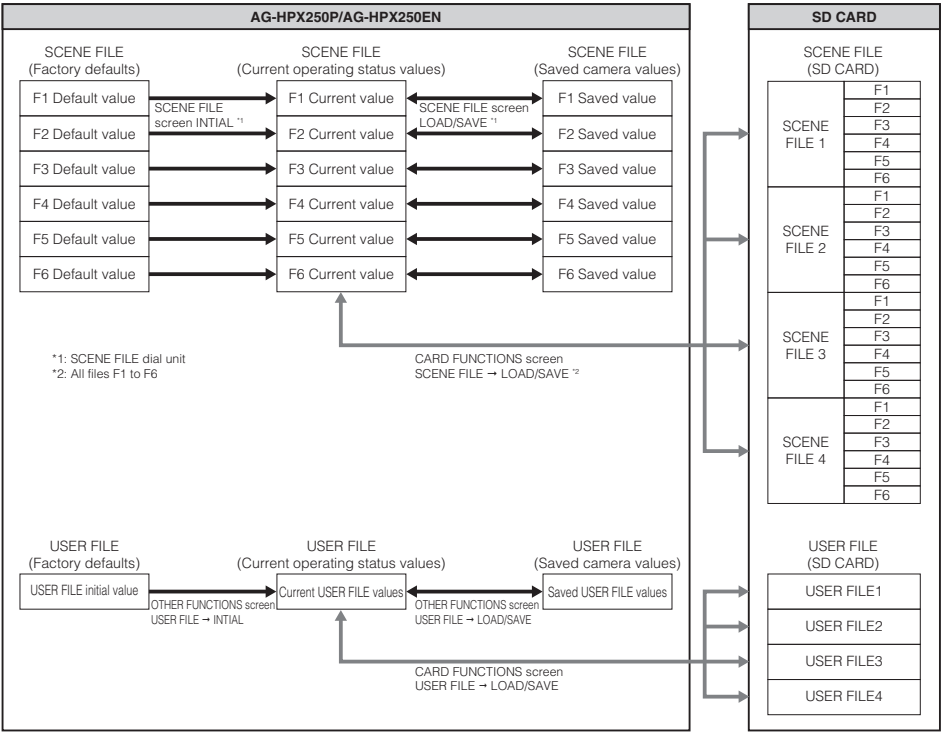 AG-HPX250P/AG-HPX250EN
SCENE FILE
(Factory defaults)
SCENE FILE
(Current operating status values)
SCENE FILE
(Saved camera values)
F1 Default value
F1 Current value
F1 Saved value
SCENE FILE
screen INTIAL *1
SCENE FILE screen
LOAD/SAVE *1
F2 Default value
F2 Current value
F2 Saved value
F3 Default value
F3 Current value
F3 Saved value
F4 Default value
F4 Current value
F4 Saved value
F5 Default value
F5 Current value
F5 Saved value
F6 Default value
F6 Current value
F6 Saved value
*1: SCENE FILE dial unit
*2: All files F1 to F6
CARD FUNCTIONS screen
SCENE FILE → LOAD/SAVE *2
USER FILE
(Factory defaults)
USER FILE
(Current operating status values)
USER FILE
(Saved camera values)
USER FILE initial value
Current USER FILE values
Saved USER FILE values
OTHER FUNCTIONS screen
USER FILE → INTIAL
OTHER FUNCTIONS screen
USER FILE → LOAD/SAVE
CARD FUNCTIONS screen
USER FILE → LOAD/SAVE
SD CARD
SCENE FILE
(SD CARD)
SCENE
FILE 1
F1
F2
F3
F4
F5
F6
SCENE
FILE 2
F1
F2
F3
F4
F5
F6
SCENE
FILE 3
F1
F2
F3
F4
F5
F6
SCENE
FILE 4
F1
F2
F3
F4
F5
F6
USER FILE
(SD CARD)
USER FILE1
USER FILE2
USER FILE3
USER FILE4